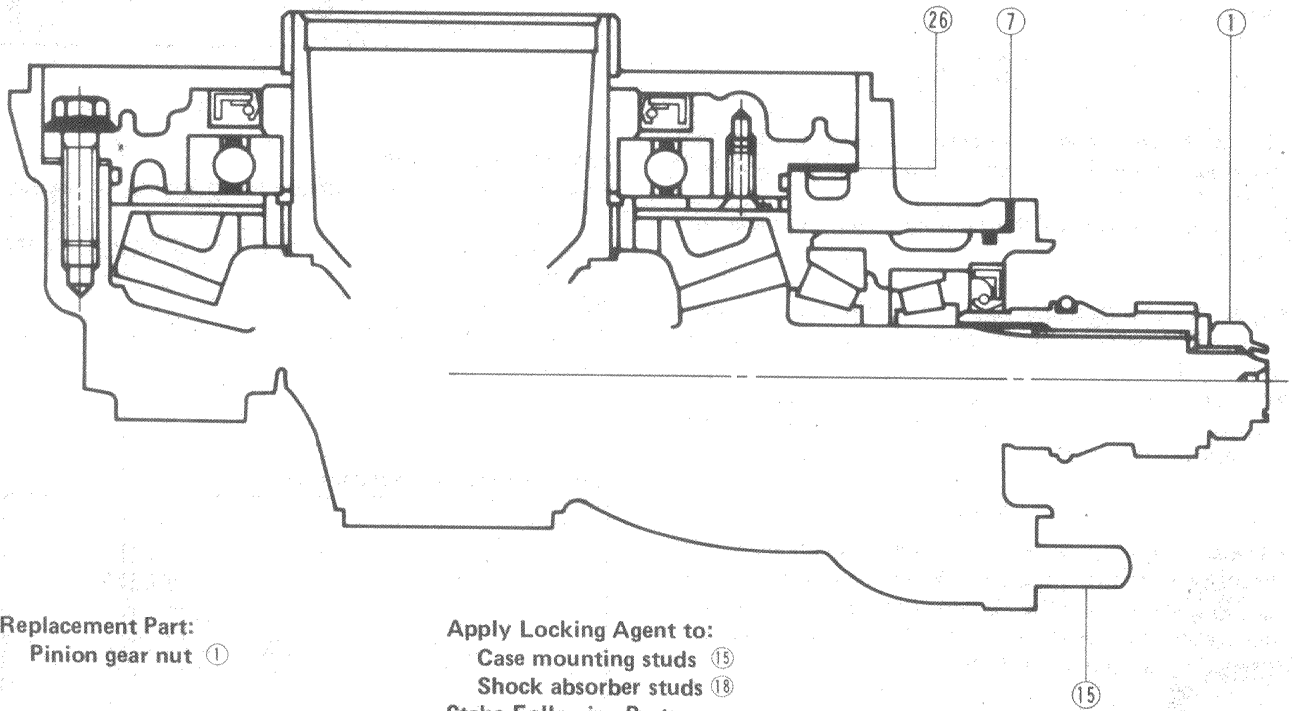 26 7 1
Replacement Part:
Pinion gear nut ①
Apply Locking Agent to:
Case mounting studs ⑮
Shock absorber studs ⑱
15